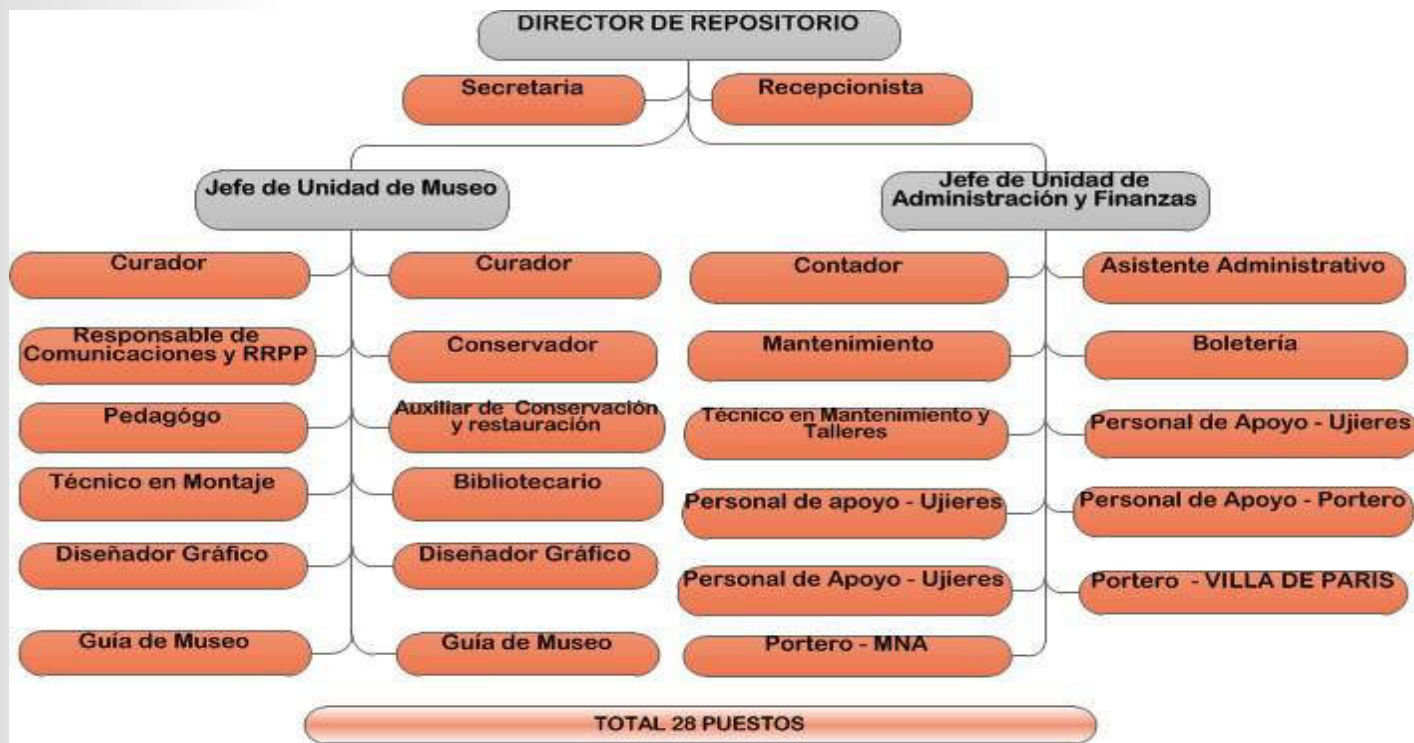 DIRECTOR DE REPOSITORIO
Secretaria
Recepcionista
Jefe de Unidad de Museo
Jefe de Unidad de
Administración y Finanzas
Curador
Curador
Contador
Asistente Administrativo
Responsable de
Comunicaciones y RRPP
Conservador
Mantenimiento
Boletería
Pedagógo
Auxiliar de Conservación
y restauración
Técnico en Mantenimiento y
Talleres
Personal de Apoyo - Ujieres
Técnico en Montaje
Bibliotecario
Personal de apoyo - Ujieres
Personal de Apoyo - Portero
Diseñador Gráfico
Diseñador Gráfico
Personal de Apoyo - Ujieres
Portero - VILLA DE PARIS
Guía de Museo
Guía de Museo
Portero - MNA
TOTAL 28 PUESTOS